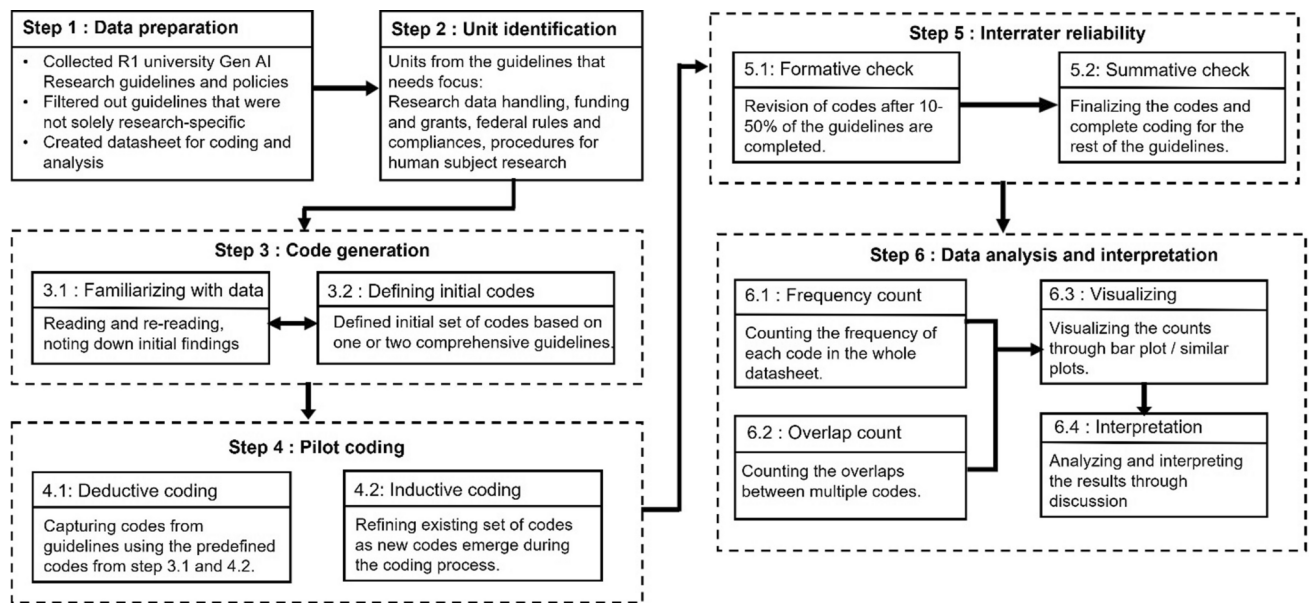 Step 1 : Data preparation
• Collected R1 university Gen AI
Research guidelines and policies
• Filtered out guidelines that were
not solely research-specific
• Created datasheet for coding and
analysis
Step 2 : Unit identification
Units from the guidelines that
needs focus:
Research data handling, funding
and grants, federal rules and
compliances, procedures for
human subject research
Step 3 : Code generation
3.1 : Familiarizing with data
Reading and re-reading,
noting down initial findings
3.2 : Defining initial codes
Defined initial set of codes based on
one or two comprehensive guidelines.
Step 4 : Pilot coding
4.1: Deductive coding
Capturing codes from
guidelines using the predefined
codes from step 3.1 and 4.2.
4.2: Inductive coding
Refining existing set of codes
as new codes emerge during
the coding process.
Step 5 : Interrater reliability
5.1: Formative check
Revision of codes after 10-
50% of the guidelines are
completed.
5.2: Summative check
Finalizing the codes and
complete coding for the
rest of the guidelines.
Step 6 : Data analysis and interpretation
6.1 : Frequency count
Counting the frequency of
each code in the whole
datasheet.
6.2 : Overlap count
Counting the overlaps
between multiple codes.
6.3 : Visualizing
Visualizing the counts
through bar plot / similar
plots.
6.4 : Interpretation
Analyzing and interpreting
the results through
discussion